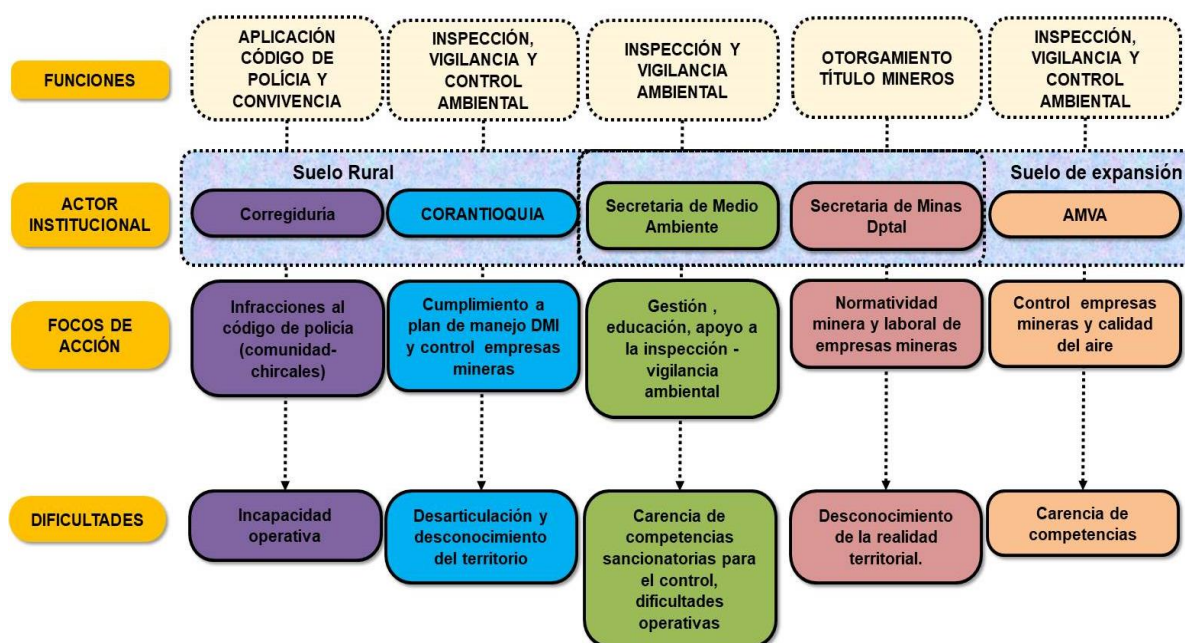 FUNCIONES
APLICACIÓN
CÓDIGO DE
POLÍCIA Y
CONVIVENCIA
INSPECCIÓN,
VIGILANCIA Y
CONTROL
AMBIENTAL
INSPECCIÓN Y
VIGILANCIA
AMBIENTAL
OTORGAMIENTO
TÍTULO MINEROS
INSPECCIÓN,
VIGILANCIA Y
CONTROL
AMBIENTAL
Suelo Rural
Suelo de expansión
ACTOR
INSTITUCIONAL
Corregiduría
CORANTIOQUIA
Secretaria de Medio
Ambiente
Secretaria de Minas
Dptal
AMVA
FOCOS DE
ACCIÓN
Infracciones al
código de policía
(comunidad-
chircales)
Cumplimiento a
plan de manejo DMI
y control empresas
mineras
Gestión ,
educación, apoyo a
la inspección -
vigilancia
ambiental
Normatividad
minera y laboral de
empresas mineras
Control empresas
mineras y calidad
del aire
DIFICULTADES
Incapacidad
operativa
Desarticulación y
desconocimiento
del territorio
Carencia de
competencias
sancionatorias para
el control,
dificultades
operativas
Desconocimiento
de la realidad
territorial.
Carencia de
competencias